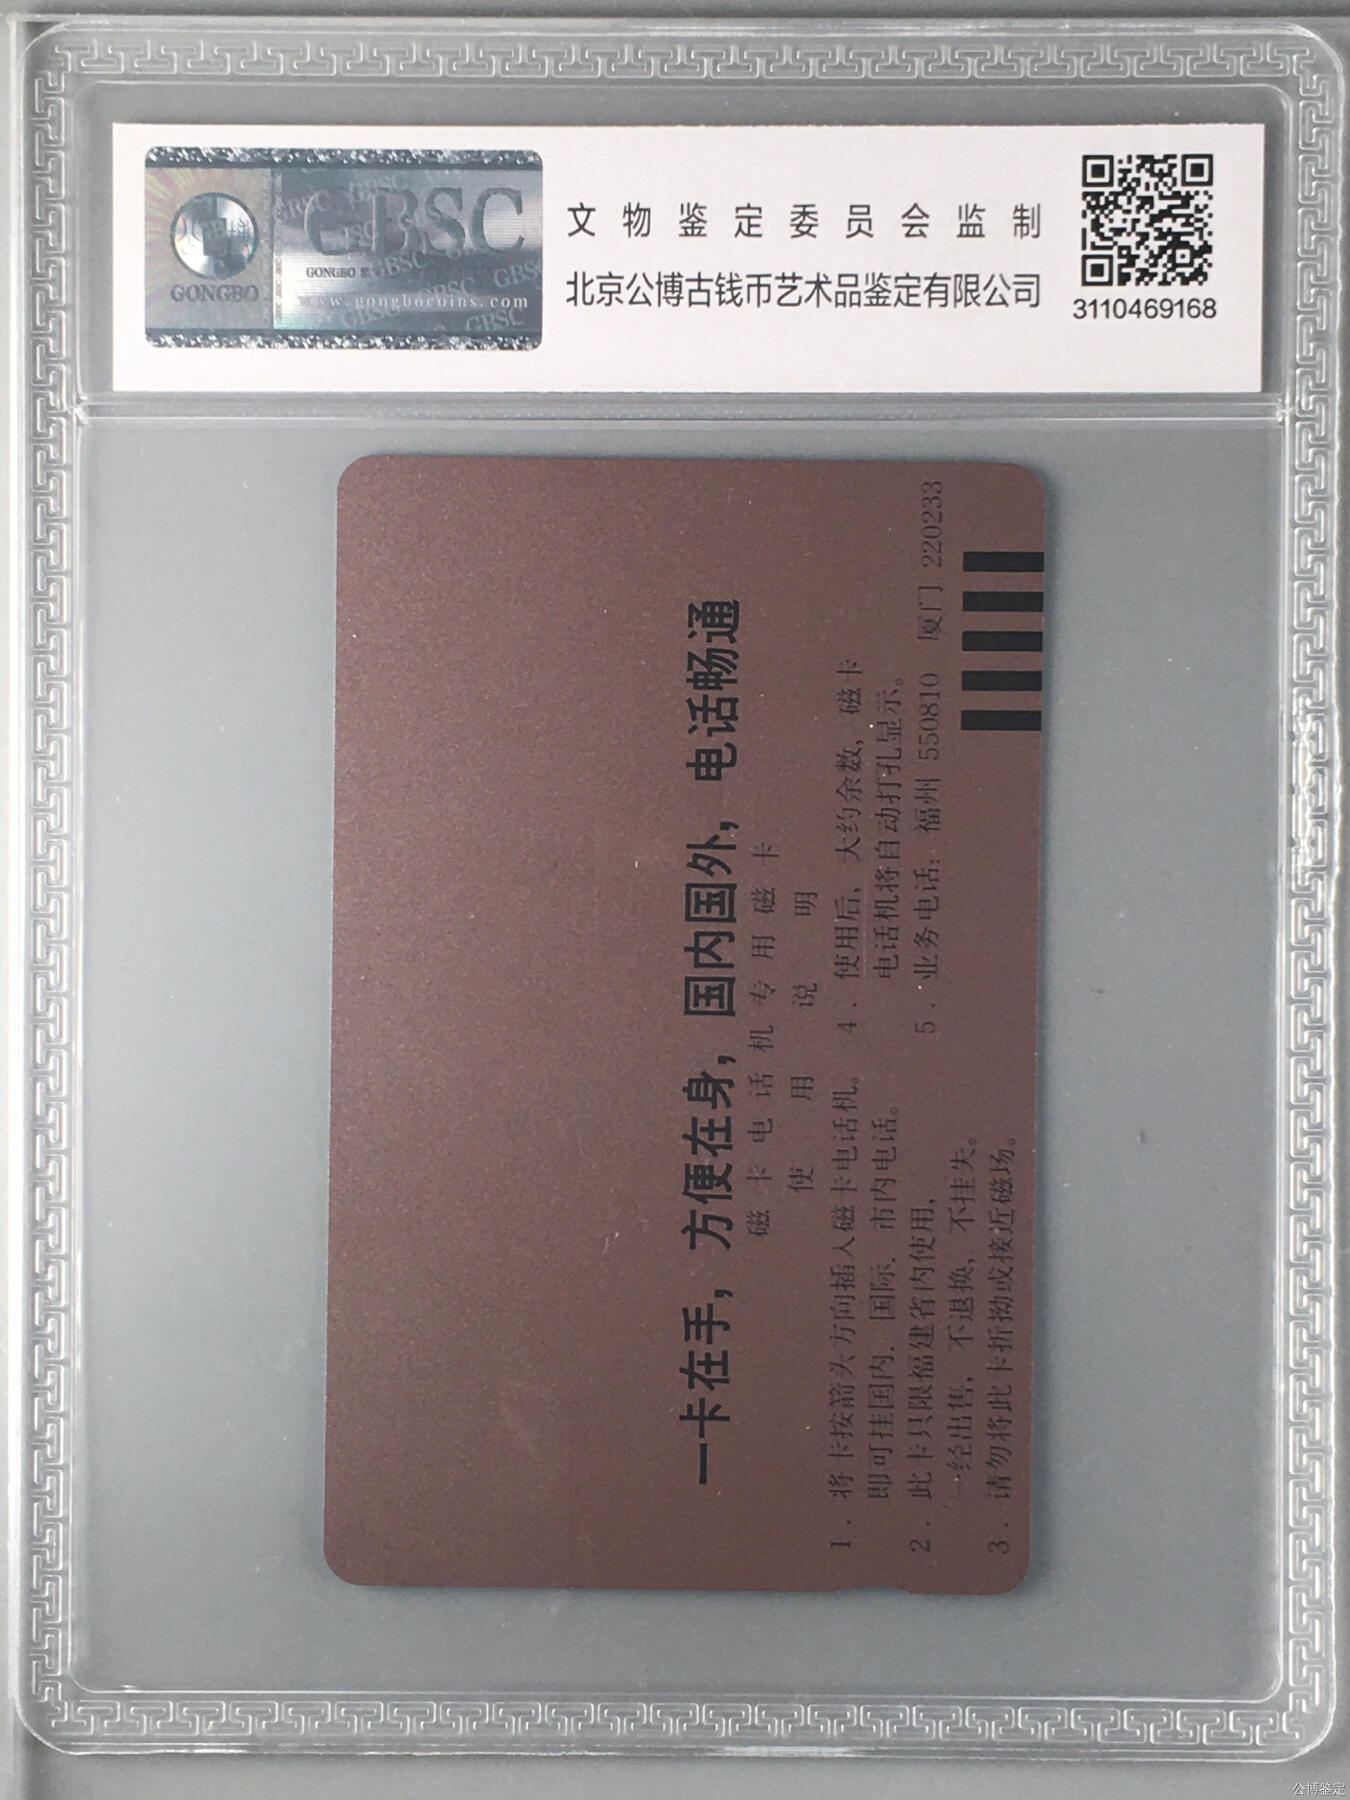 GBSC
GONGBO
www.gongbocoins.com
文物鉴定委员会监制
北京公博古钱币艺术品鉴定有限公司
3110469168
一卡在手，方便在身，国内国外，电话畅通
磁卡电话机专用磁卡
使用说明
1．将卡按箭头方向插入磁卡电话机。
即可挂国内．国际．市内电话。
2．此卡只限福建省内使用，
一经出售，不退换，不挂失。
3．请勿将此卡折拗或接近磁场。
4．使用后，大约余数，磁卡
电话机将自动打孔显示。
5．业务电话：福州 550810 厦门 220233
公博鉴定